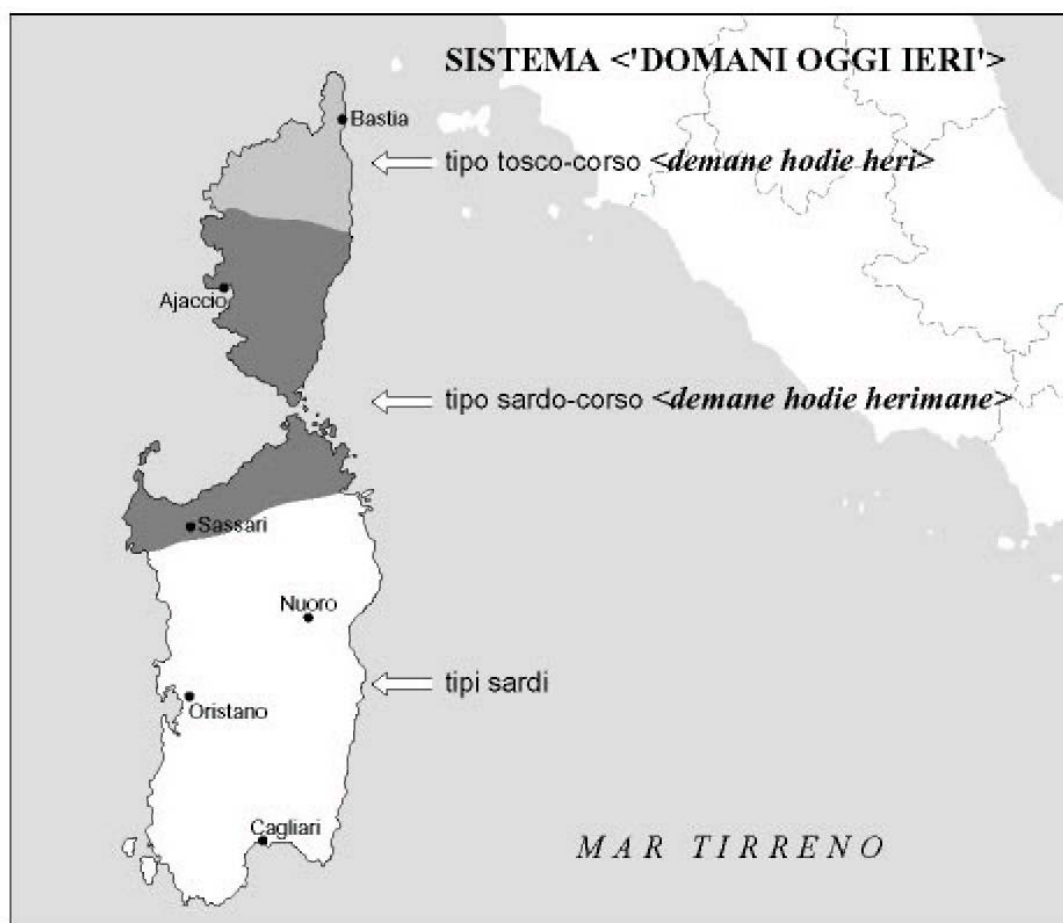 SISTEMA <'DOMANI OGGI IERI'>
Bastia
tipo tosco-corso <demane hodie heri>
Ajaccio
tipo sardo-corso <demane hodie herimane>
Sassari
Nuoro
tipi sardi
Oristano
Cagliari
MAR TIRRENO